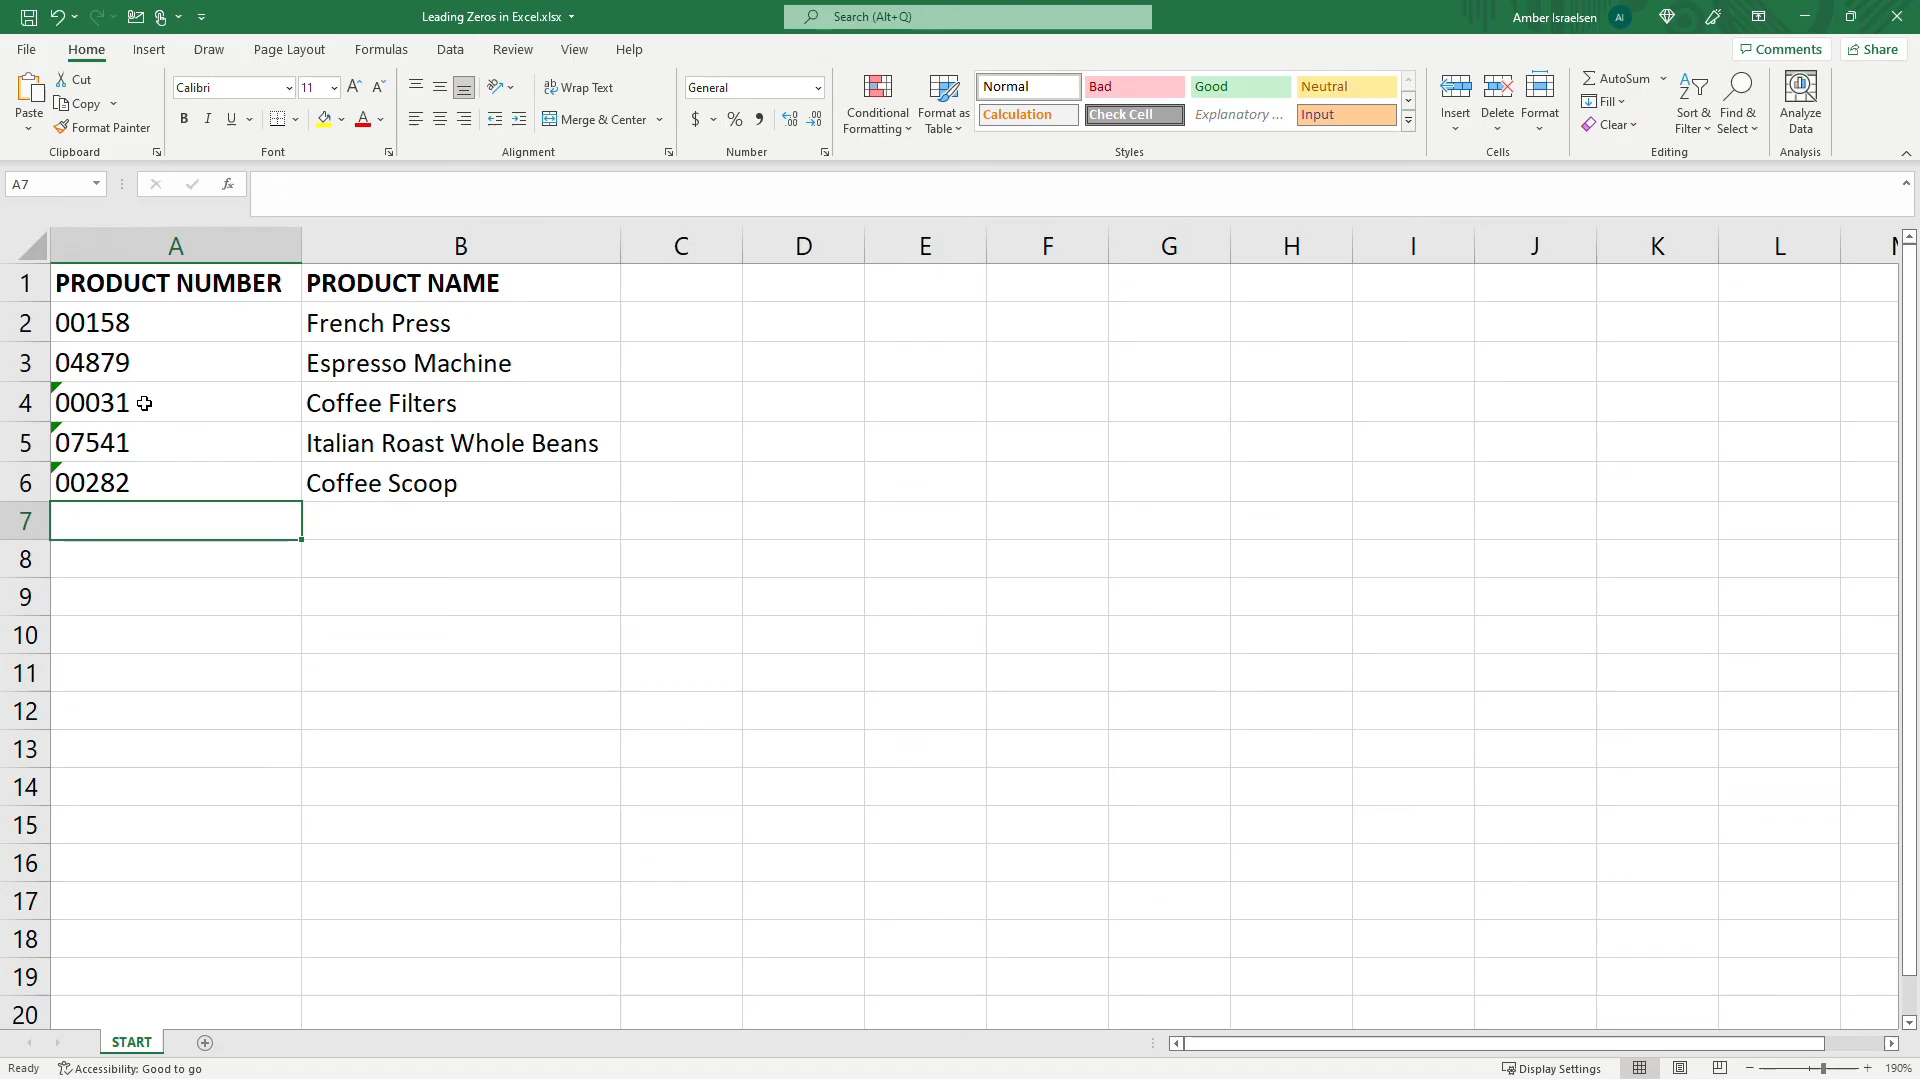 Leading Zeros in Excel.xlsx
Search (Alt+Q)
Amber Israelsen
AI
File Home Insert Draw Page Layout Formulas Data Review View Help
Comments Share
Paste
Cut
Copy
Format Painter
Clipboard
Calibri 11
B I U
Font
Wrap Text
Merge & Center
Alignment
General
$ % 9
Number
Conditional
Formatting
Format as
Table
Normal Bad Good Neutral
Calculation Check Cell Explanatory ... Input
Styles
Insert Delete Format
Cells
AutoSum
Fill
Clear
Sort &
Filter
Find &
Select
Editing
Analyze
Data
Analysis
A7
fx
A B C D E F G H I J K L
1 PRODUCT NUMBER PRODUCT NAME
2 00158 French Press
3 04879 Espresso Machine
4 00031 Coffee Filters
5 07541 Italian Roast Whole Beans
6 00282 Coffee Scoop
7
8
9
10
11
12
13
14
15
16
17
18
19
20
START
Ready
Accessibility: Good to go
Display Settings
190%